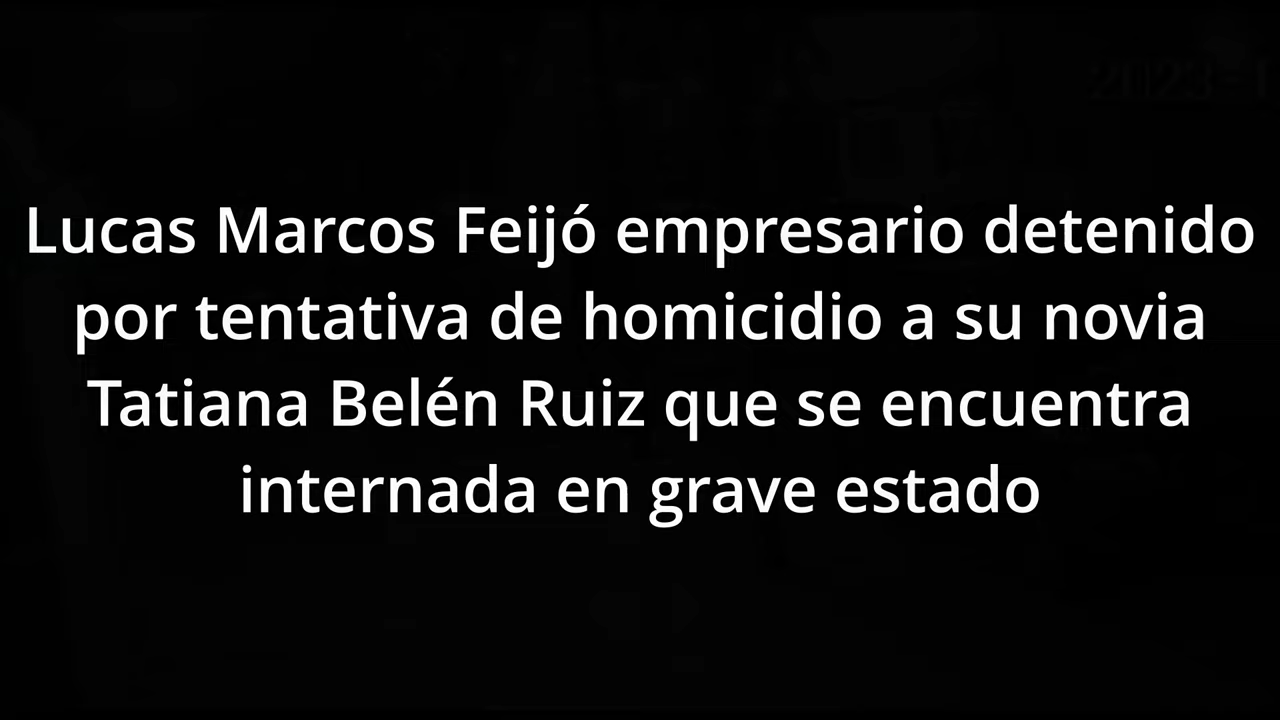 Lucas Marcos Feijó empresario detenido
por tentativa de homicidio a su novia
Tatiana Belén Ruiz que se encuentra
internada en grave estado